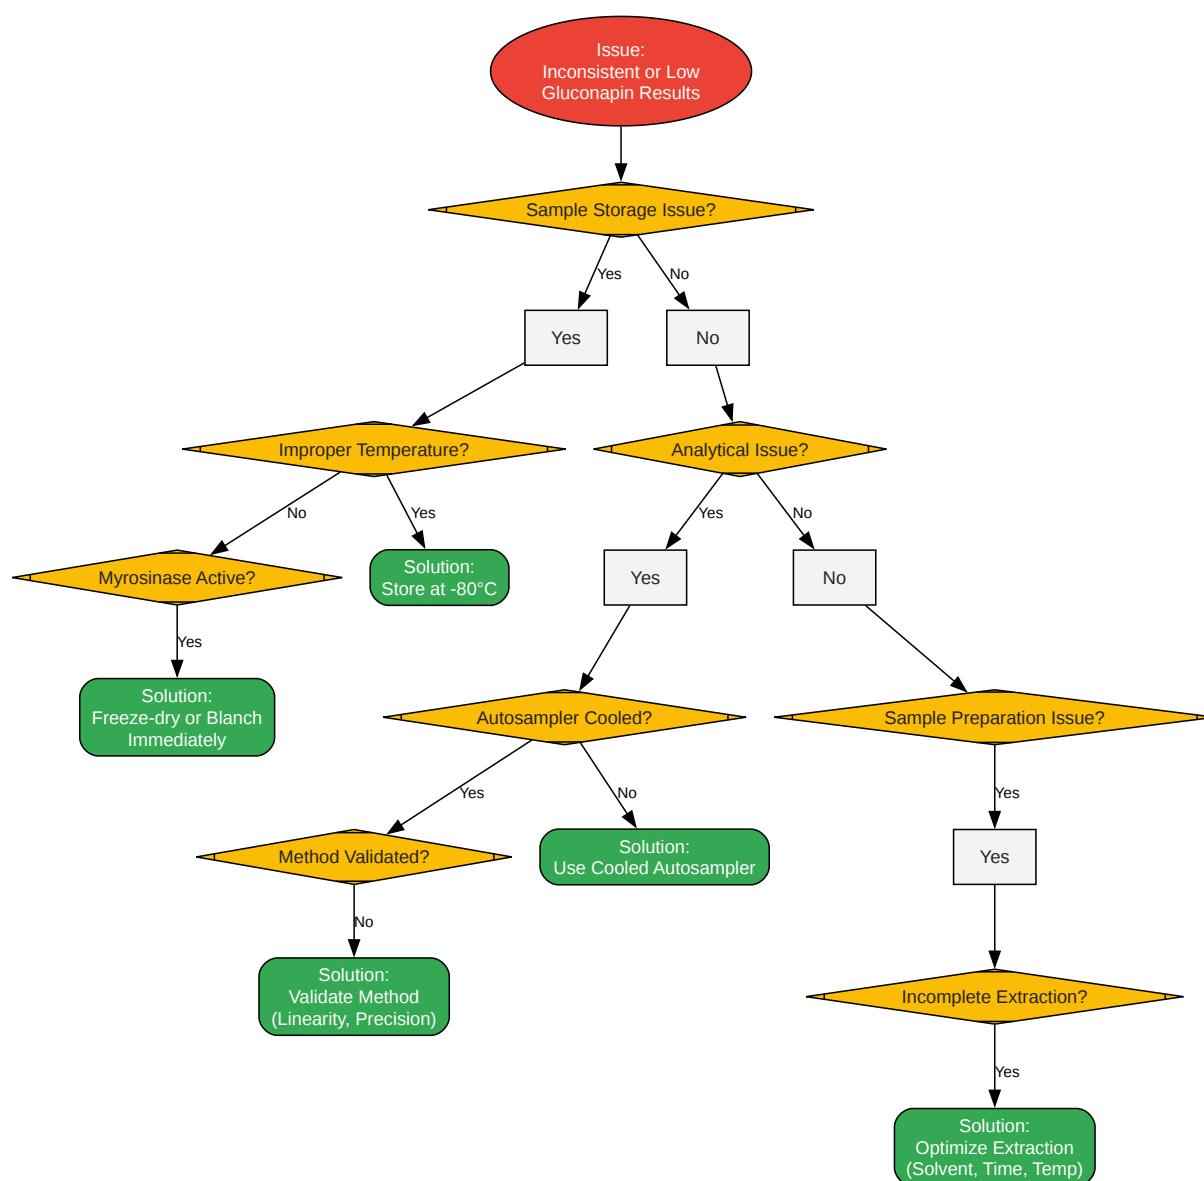 Issue:
Inconsistent or Low
Gluconapin Results
Sample Storage Issue?
Yes
No
Yes
No
Improper Temperature?
Analytical Issue?
No
Yes
Yes
No
Myrosinase Active?
Solution:
Store at -80°C
Yes
No
Yes
Solution:
Freeze-dry or Blanch
Immediately
Autosampler Cooled?
Sample Preparation Issue?
Yes
No
Yes
Method Validated?
Solution:
Use Cooled Autosampler
Yes
No
Solution:
Validate Method
(Linearity, Precision)
Incomplete Extraction?
Yes
Solution:
Optimize Extraction
(Solvent, Time, Temp)